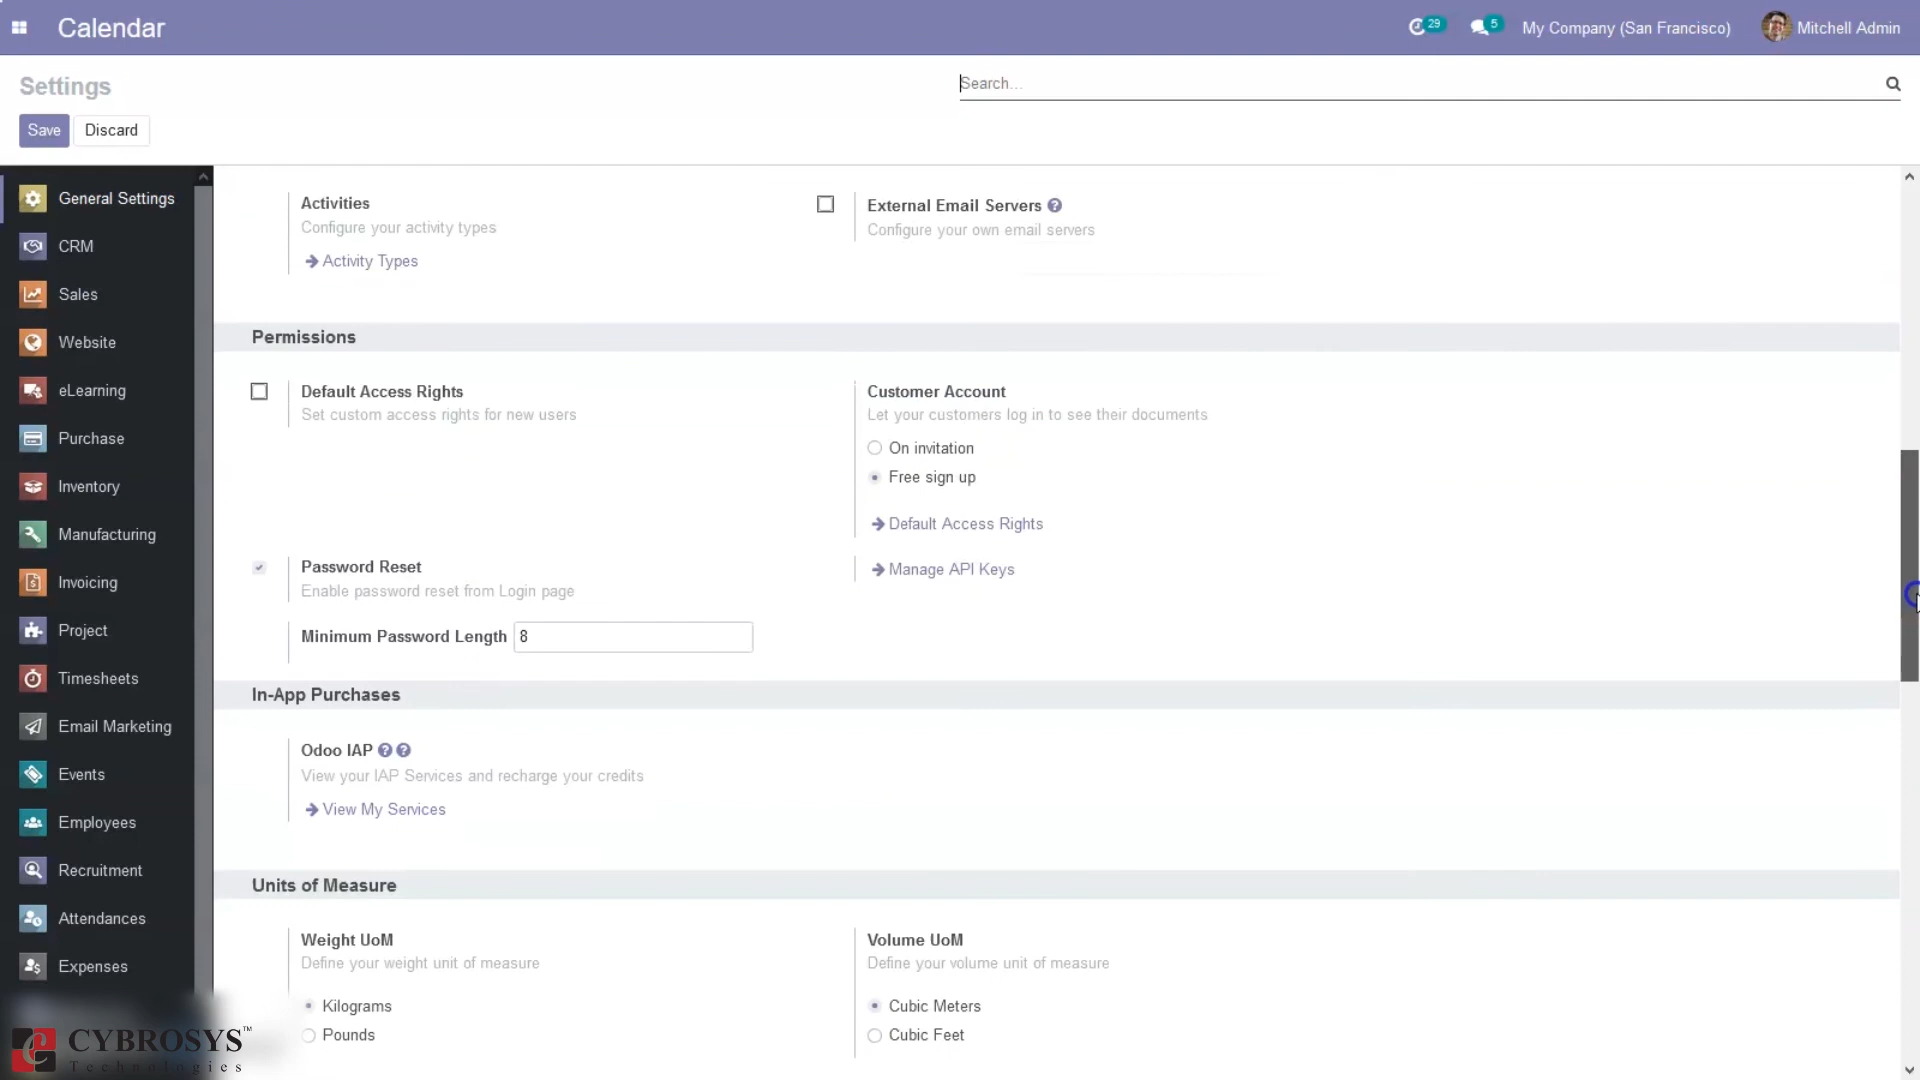 Calendar
29
5
My Company (San Francisco)
Mitchell Admin
Settings
Search...
Save
Discard
General Settings
CRM
Sales
Website
eLearning
Purchase
Inventory
Manufacturing
Invoicing
Project
Timesheets
Email Marketing
Events
Employees
Recruitment
Attendances
Expenses
Activities
Configure your activity types
Activity Types
External Email Servers
Configure your own email servers
Permissions
Default Access Rights
Set custom access rights for new users
Customer Account
Let your customers log in to see their documents
On invitation
Free sign up
Default Access Rights
Password Reset
Enable password reset from Login page
Manage API Keys
Minimum Password Length 8
In-App Purchases
Odoo IAP
View your IAP Services and recharge your credits
View My Services
Units of Measure
Weight UoM
Define your weight unit of measure
Kilograms
Pounds
Volume UoM
Define your volume unit of measure
Cubic Meters
Cubic Feet
CYBROSYS™
Technologies